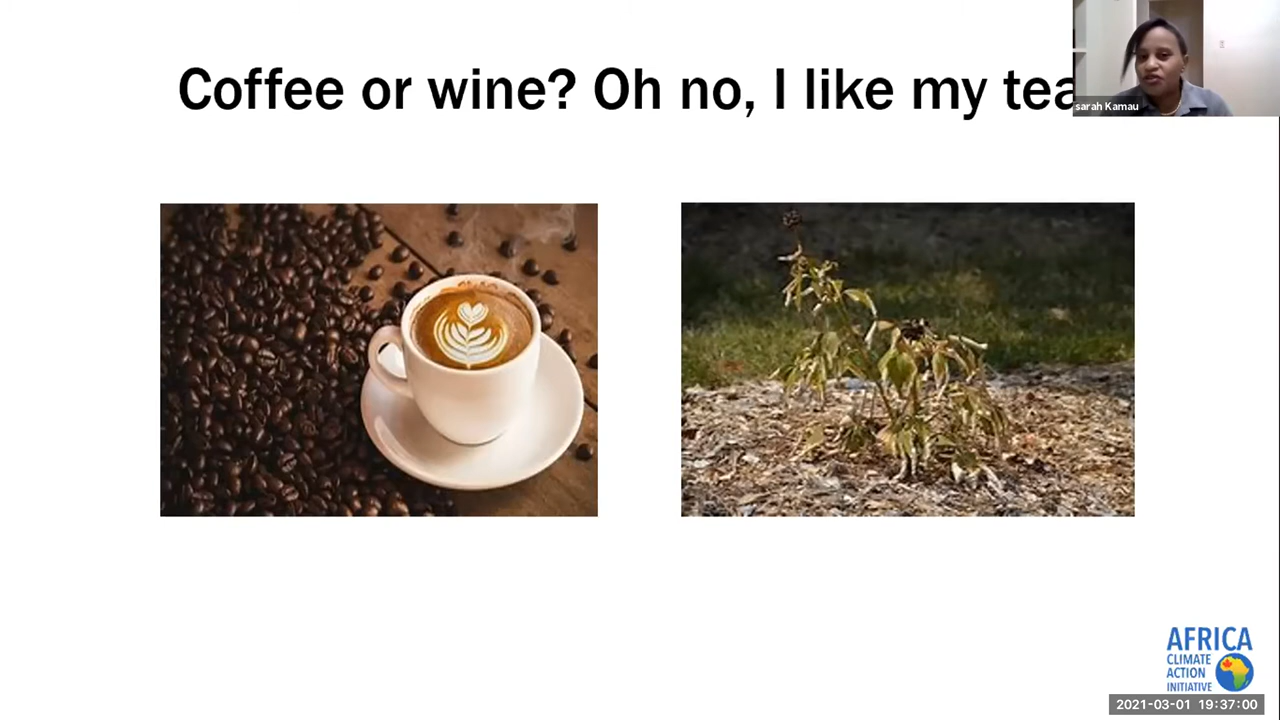 Coffee or wine? Oh no, I like my tea
sarah Kamau
AFRICA
CLIMATE
ACTION
INITIATIVE
2021-03-01 19:37:00